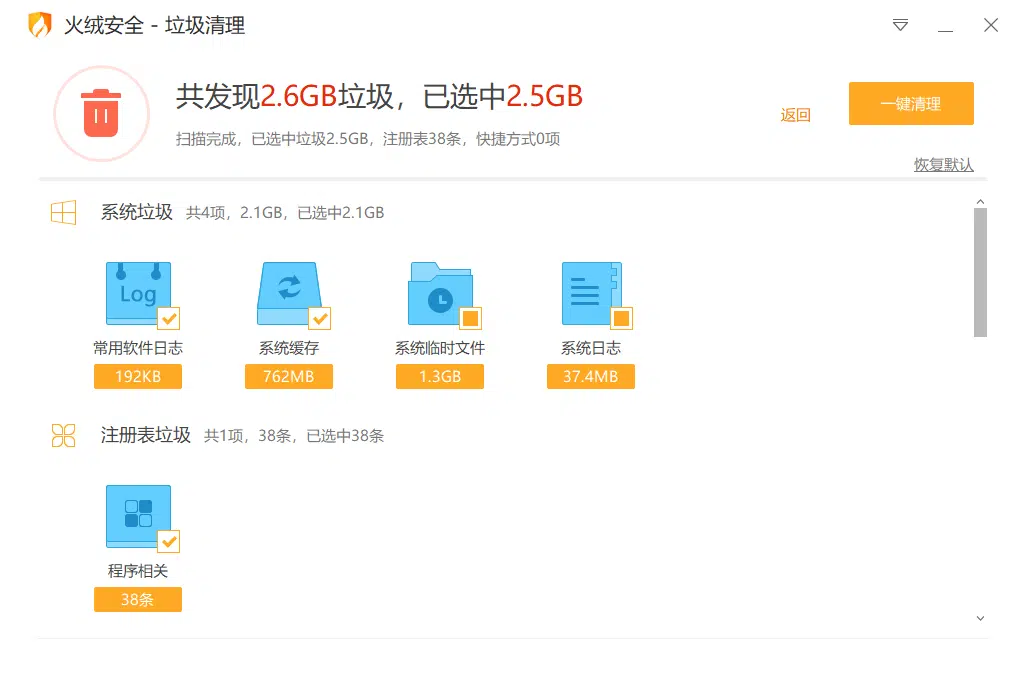 火绒安全 - 垃圾清理
共发现2.6GB垃圾，已选中2.5GB
扫描完成，已选中垃圾2.5GB，注册表38条，快捷方式0项
返回
一键清理
恢复默认
系统垃圾 共4项，2.1GB，已选中2.1GB
Log
常用软件日志 系统缓存 系统临时文件 系统日志
192KB 762MB 1.3GB 37.4MB
注册表垃圾 共1项，38条，已选中38条
程序相关
38条